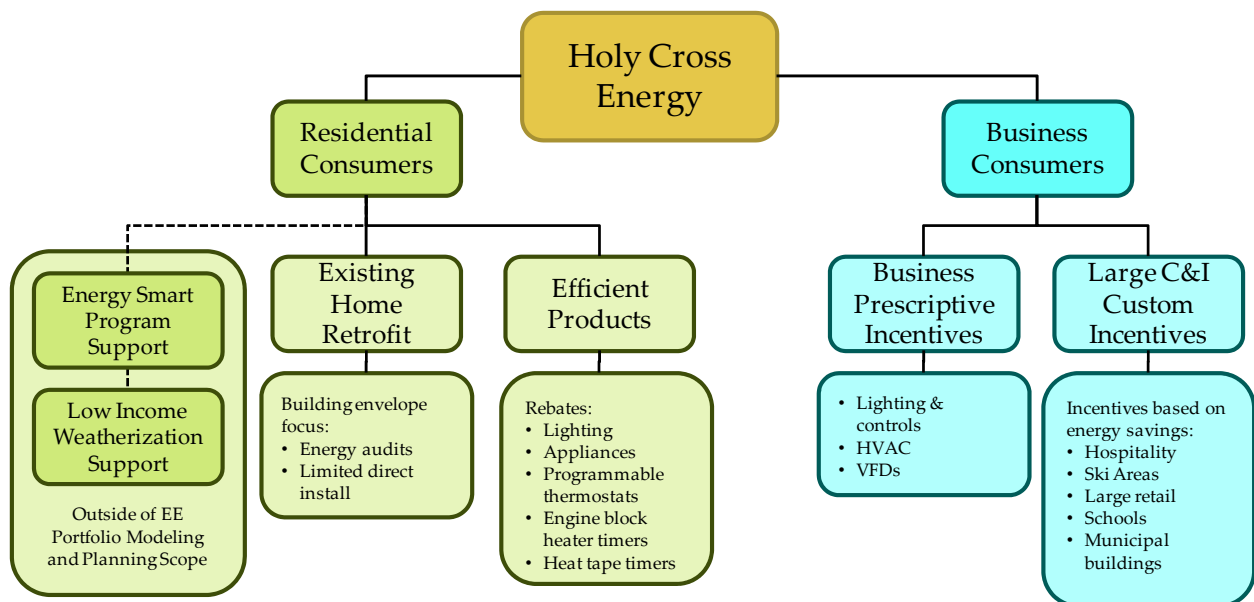 Holy Cross
Energy
Residential
Consumers
Business
Consumers
Energy Smart
Program
Support
Low Income
Weatherization
Support
Outside of EE
Portfolio Modeling
and Planning Scope
Existing
Home
Retrofit
Building envelope
focus:
• Energy audits
• Limited direct
install
Efficient
Products
Rebates:
• Lighting
• Appliances
• Programmable
thermostats
• Engine block
heater timers
• Heat tape timers
Business
Prescriptive
Incentives
• Lighting &
controls
• HVAC
• VFDs
Large C&I
Custom
Incentives
Incentives based on
energy savings:
• Hospitality
• Ski Areas
• Large retail
• Schools
• Municipal
buildings